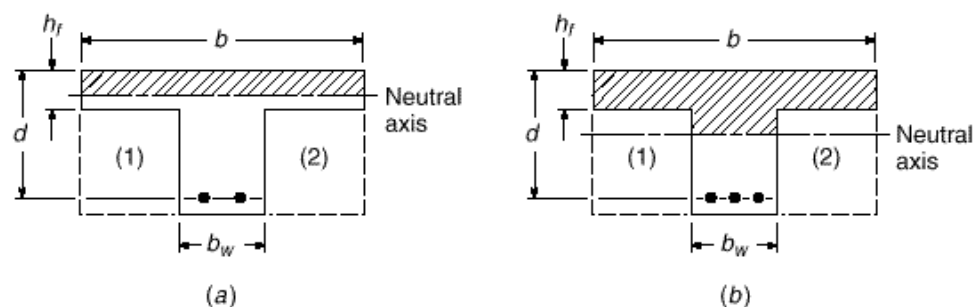 h_f
b
Neutral axis
d
(1)
(2)
b_w
(a)
h_f
b
Neutral axis
d
(1)
(2)
b_w
(b)